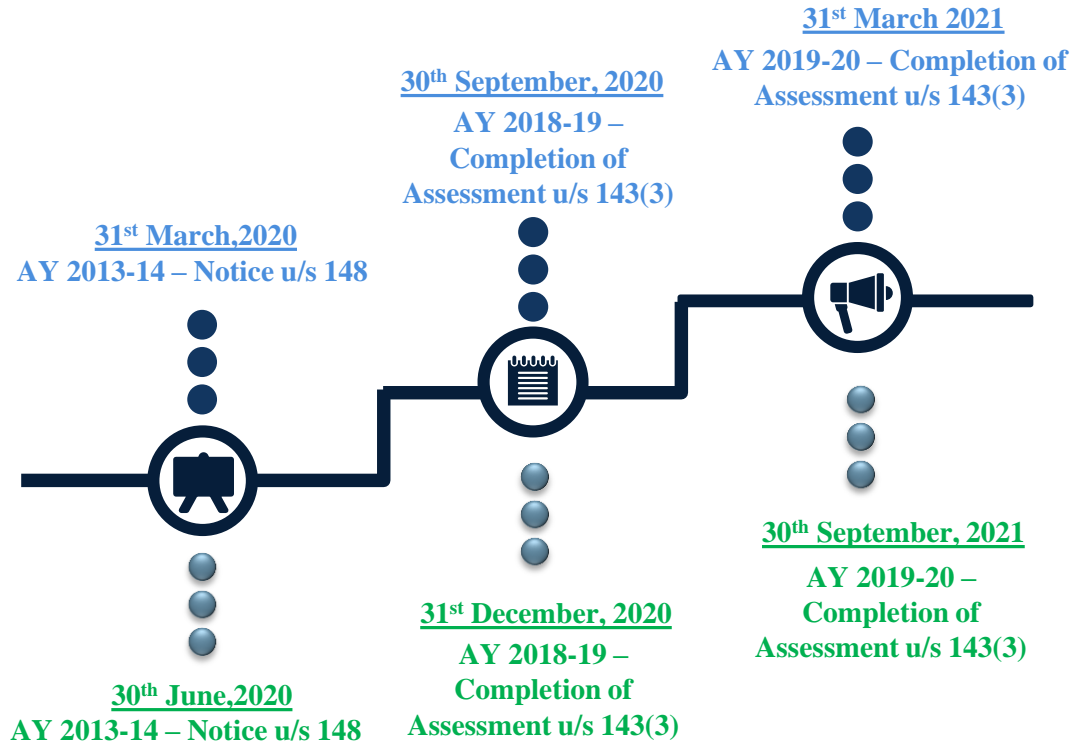 31st March 2021
AY 2019-20 – Completion of
Assessment u/s 143(3)
30th September, 2020
AY 2018-19 –
Completion of
Assessment u/s 143(3)
31st March,2020
AY 2013-14 – Notice u/s 148
30th September, 2021
AY 2019-20 –
Completion of
Assessment u/s 143(3)
31st December, 2020
AY 2018-19 –
Completion of
Assessment u/s 143(3)
30th June,2020
AY 2013-14 – Notice u/s 148